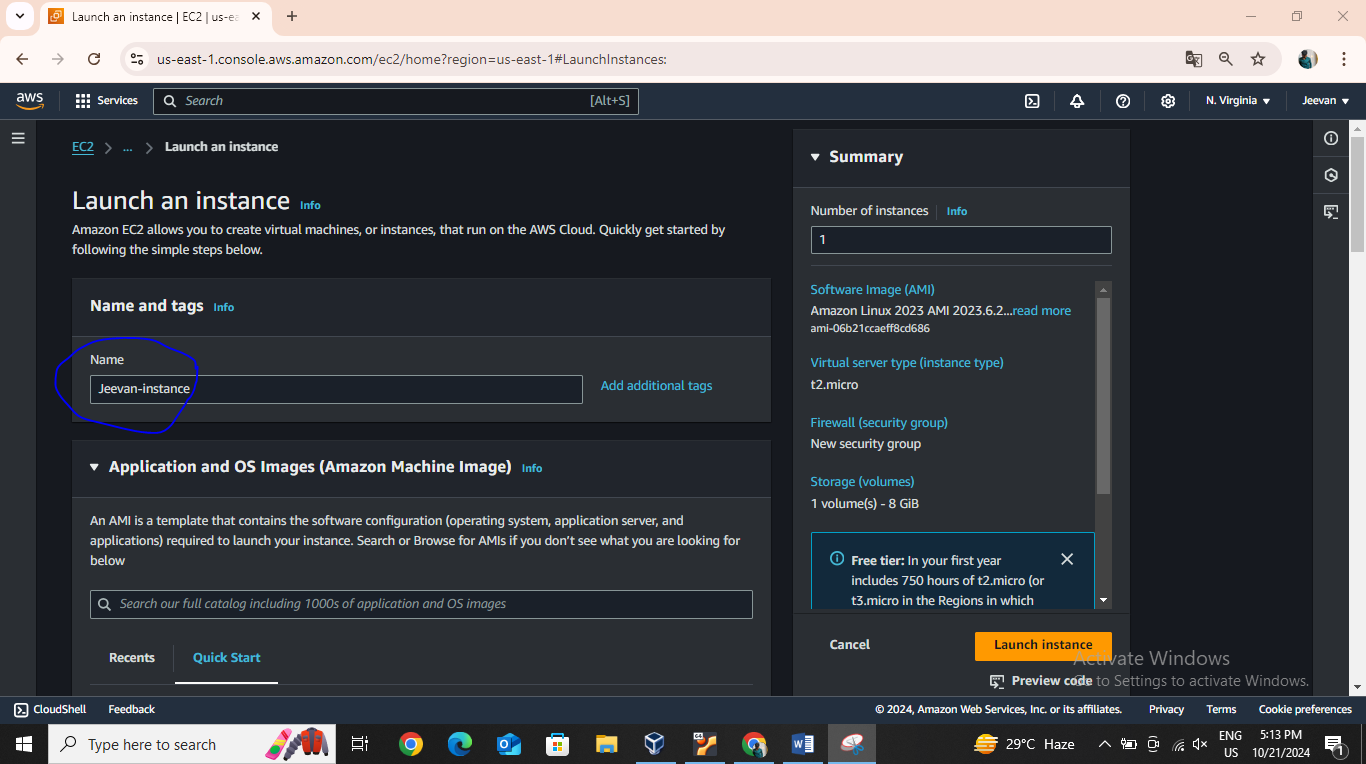 Launch an instance | EC2 | us-ea
us-east-1.console.aws.amazon.com/ec2/home?region=us-east-1#LaunchInstances:
aws
Services
Search
[Alt+S]
N. Virginia
Jeevan
EC2
...
Launch an instance
Launch an instance Info
Amazon EC2 allows you to create virtual machines, or instances, that run on the AWS Cloud. Quickly get started by
following the simple steps below.
Name and tags Info
Name
Jeevan-instance
Add additional tags
Application and OS Images (Amazon Machine Image) Info
An AMI is a template that contains the software configuration (operating system, application server, and
applications) required to launch your instance. Search or Browse for AMIs if you don't see what you are looking for
below
Search our full catalog including 1000s of application and OS images
Recents
Quick Start
Summary
Number of instances Info
1
Software Image (AMI)
Amazon Linux 2023 AMI 2023.6.2...read more
ami-06b21ccaeff8cd686
Virtual server type (instance type)
t2.micro
Firewall (security group)
New security group
Storage (volumes)
1 volume(s) - 8 GiB
Free tier: In your first year
includes 750 hours of t2.micro (or
t3.micro in the Regions in which
Cancel
Launch instance
Preview code
Activate Windows
Go to Settings to activate Windows.
CloudShell
Feedback
© 2024, Amazon Web Services, Inc. or its affiliates.
Privacy
Terms
Cookie preferences
Type here to search
29°C Haze
ENG
US
5:13 PM
10/21/2024
1